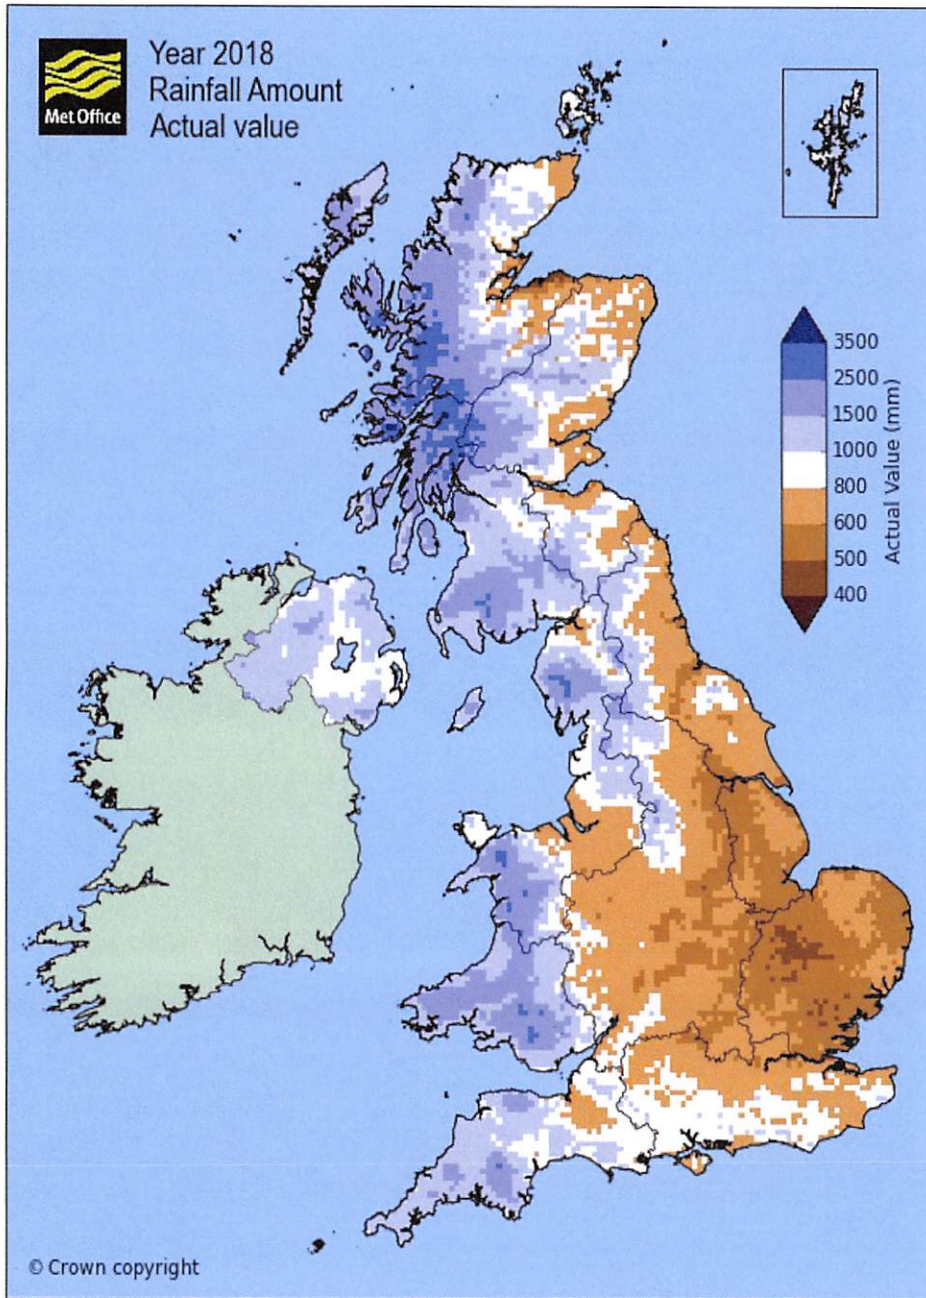 Met Office
Year 2018
Rainfall Amount
Actual value
3500
2500
1500
1000
800
600
500
400
Actual Value (mm)
© Crown copyright